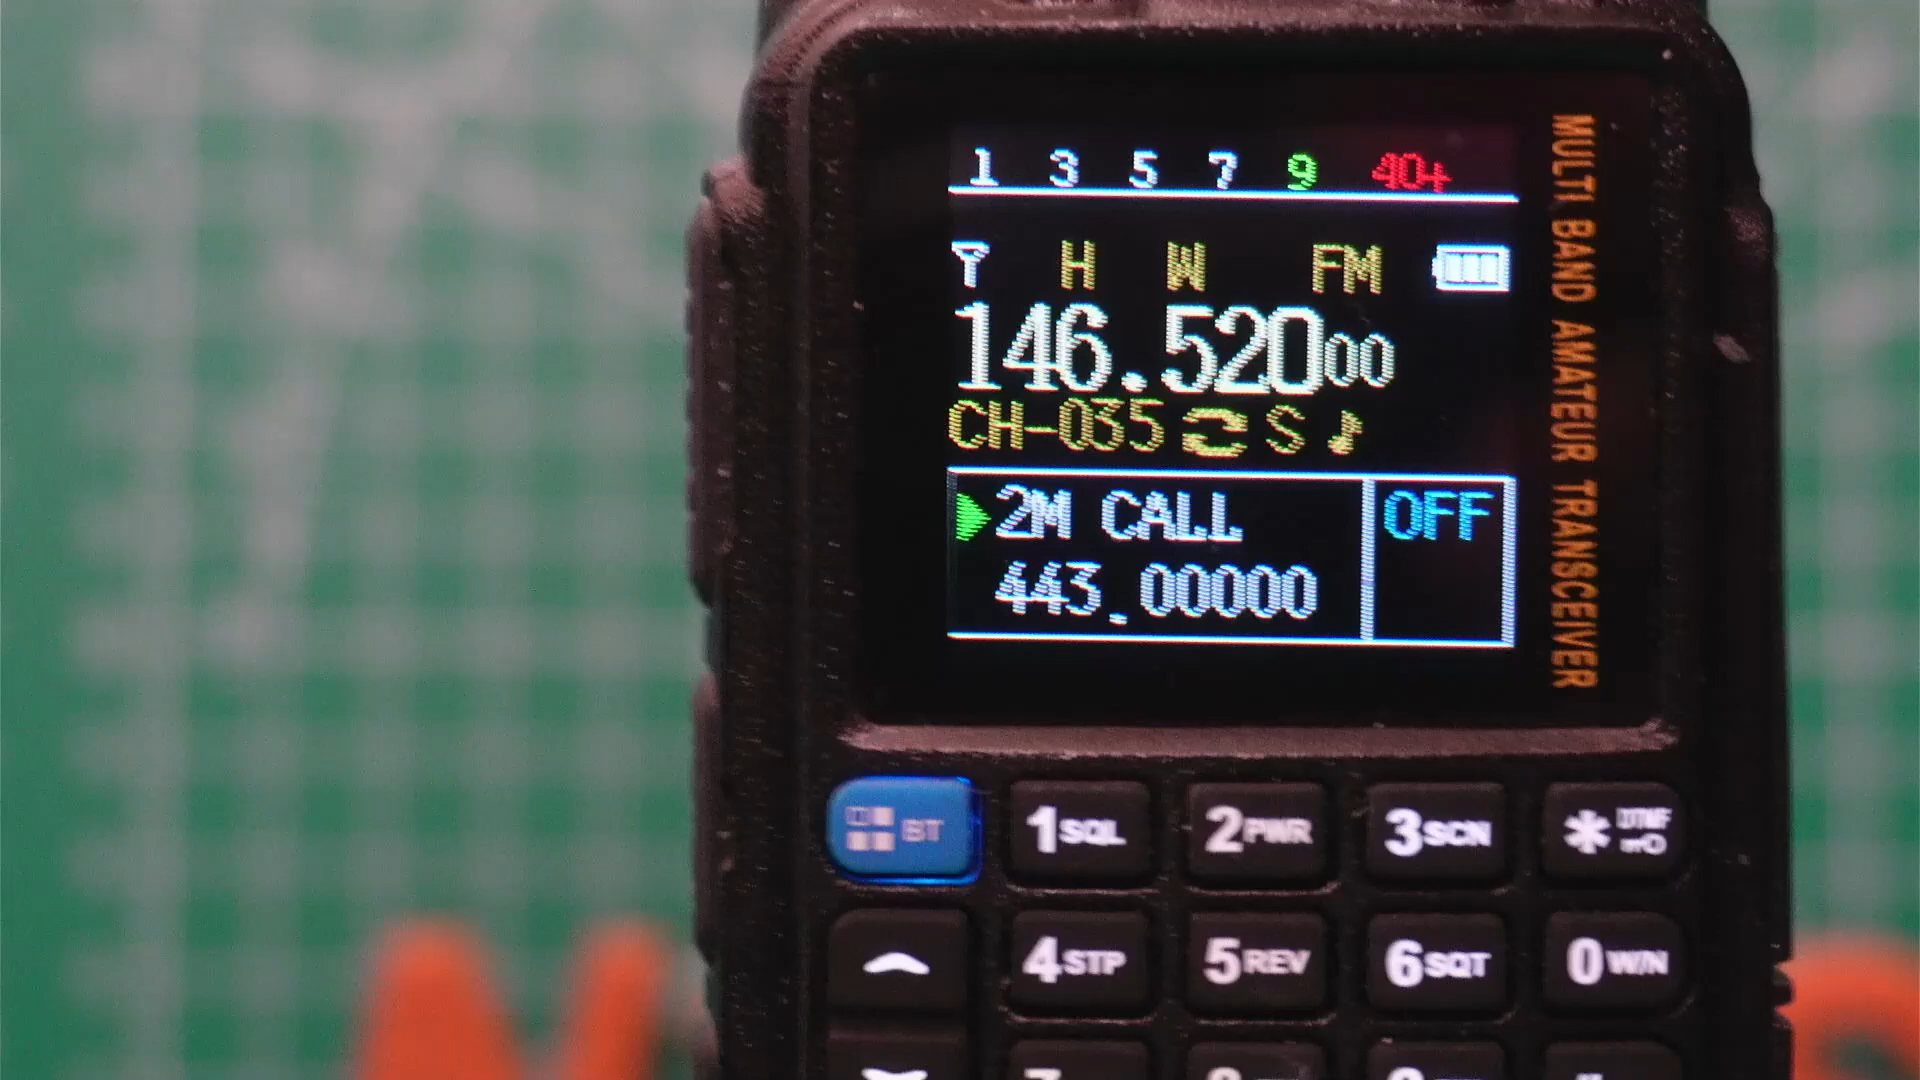 1 3 5 7 9 40+
H W FM
146.52000
CH-035 S
2M CALL OFF
443.00000
MULTI BAND AMATEUR TRANSCEIVER
BT 1SQL 2PWR 3SCN * DTMF
4STP 5REV 6SQT 0W/N